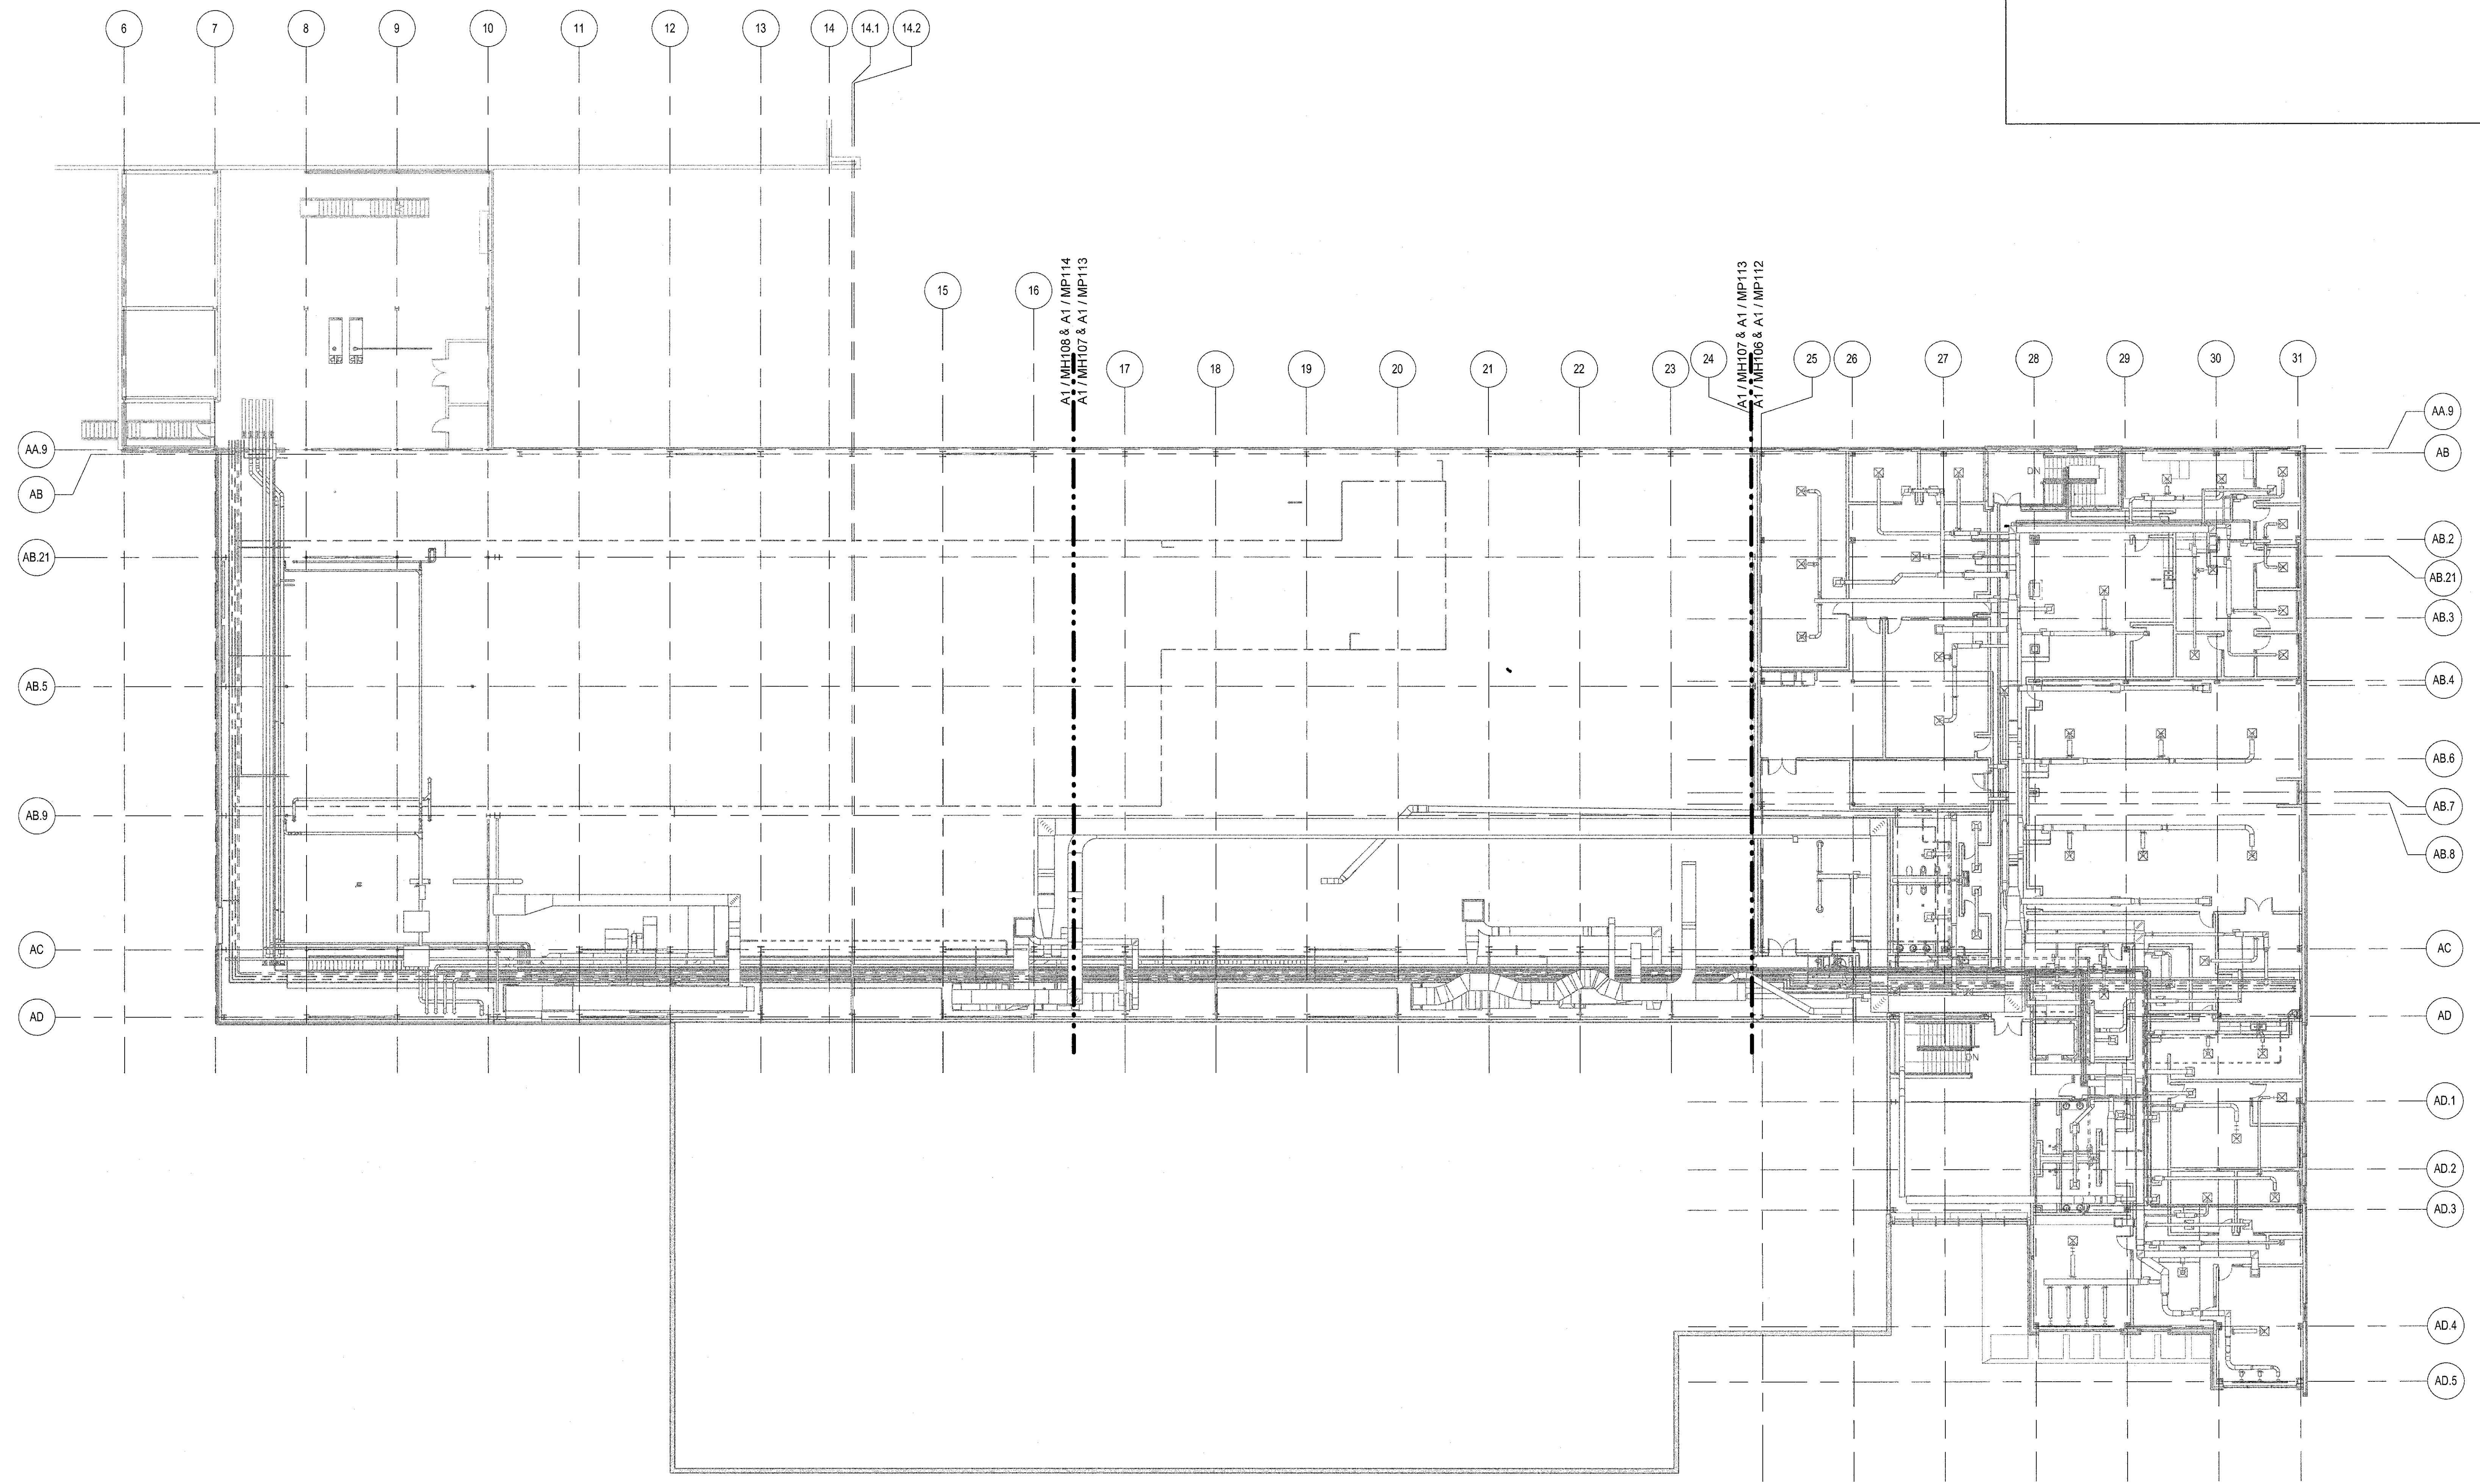 6
7
8
9
10
11
12
13
14
14.1
14.2
15
16
A1 / MH108 & A1 / MP114
A1 / MH107 & A1 / MP113
17
18
19
20
21
22
23
24
A1 / MH107 & A1 / MP113
A1 / MH106 & A1 / MP112
25
26
27
28
29
30
31
AA.9
AB
AB.21
AB.5
AB.9
AC
AD
AA.9
AB
AB.2
AB.21
AB.3
AB.4
AB.6
AB.7
AB.8
AC
AD
AD.1
AD.2
AD.3
AD.4
AD.5
DN
DN